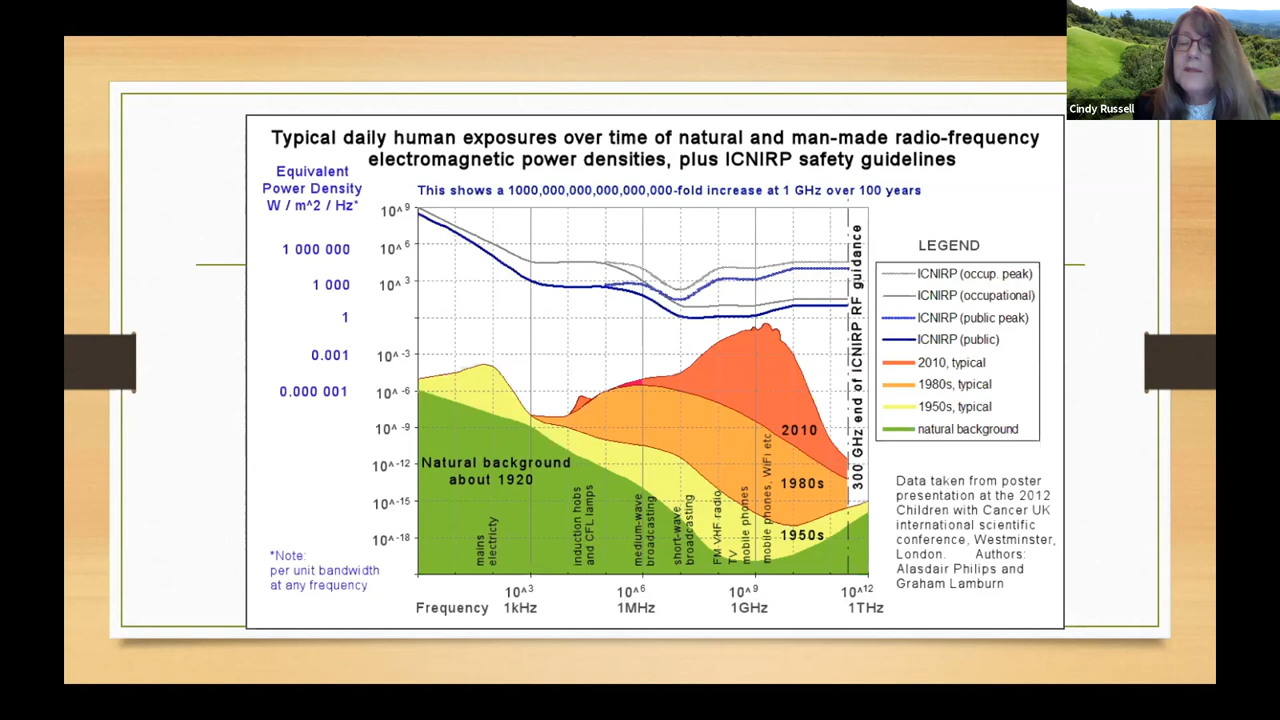 Cindy Russell
Typical daily human exposures over time of natural and man-made radio-frequency
electromagnetic power densities, plus ICNIRP safety guidelines
Equivalent
Power Density
W / m^2 / Hz*
This shows a 1000,000,000,000,000,000-fold increase at 1 GHz over 100 years
10^9
1 000 000
10^6
1 000
10^3
1
0.001
10^-3
0.000 001
10^-6
10^-9
10^-12
10^-15
10^-18
Natural background
about 1920
mains
electricty
induction hobs
and CFL lamps
medium-wave
broadcasting
short-wave
broadcasting
FM-VHF radio
TV
mobile phones
mobile phones, WiFi etc
2010
1980s
1950s
300 GHz end of ICNIRP RF guidance
LEGEND
ICNIRP (occup. peak)
ICNIRP (occupational)
ICNIRP (public peak)
ICNIRP (public)
2010, typical
1980s, typical
1950s, typical
natural background
Data taken from poster
presentation at the 2012
Children with Cancer UK
international scientific
conference, Westminster,
London. Authors:
Alasdair Philips and
Graham Lamburn
*Note:
per unit bandwidth
at any frequency
10^3
10^6
10^9
10^12
Frequency
1kHz
1MHz
1GHz
1THz